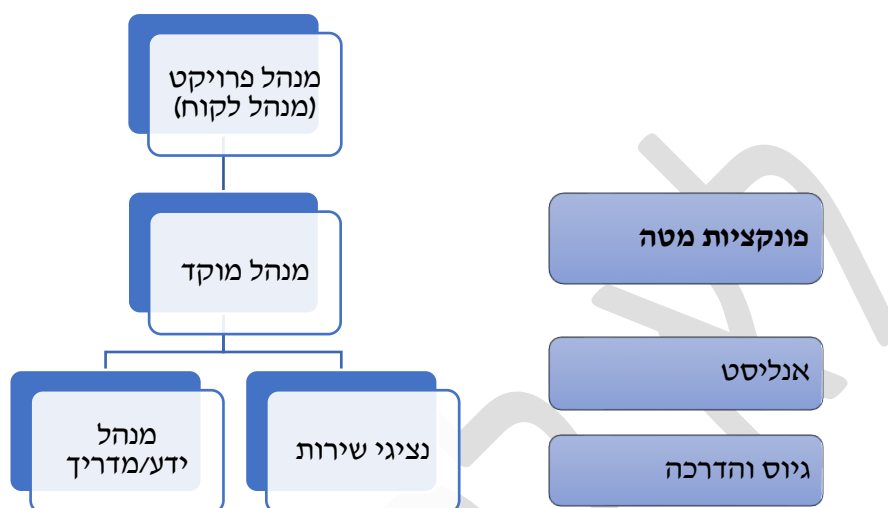 מנהל פרויקט
(מנהל לקוח)
פונקציות מטה
מנהל מוקד
אנליסט
נציגי שירות
מנהל
ידע/מדריך
גיוס והדרכה